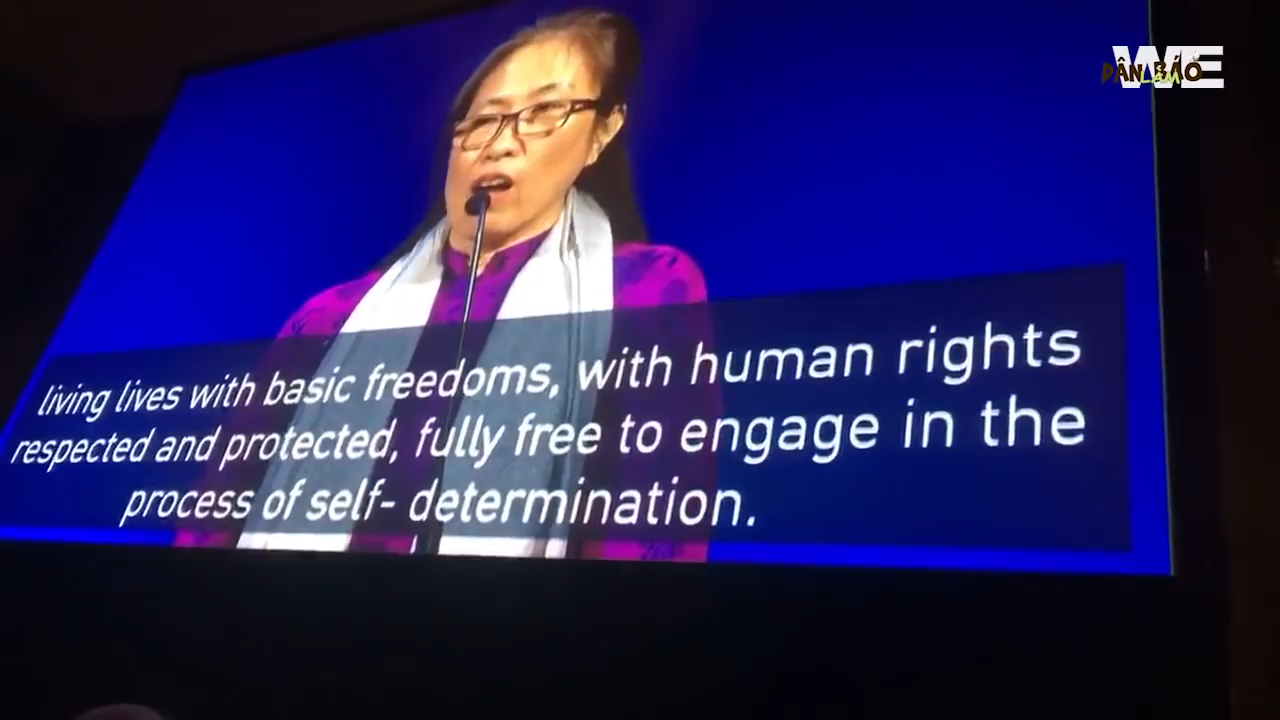 WE
DÂN LÀM BÁO
living lives with basic freedoms, with human rights
respected and protected, fully free to engage in the
process of self- determination.